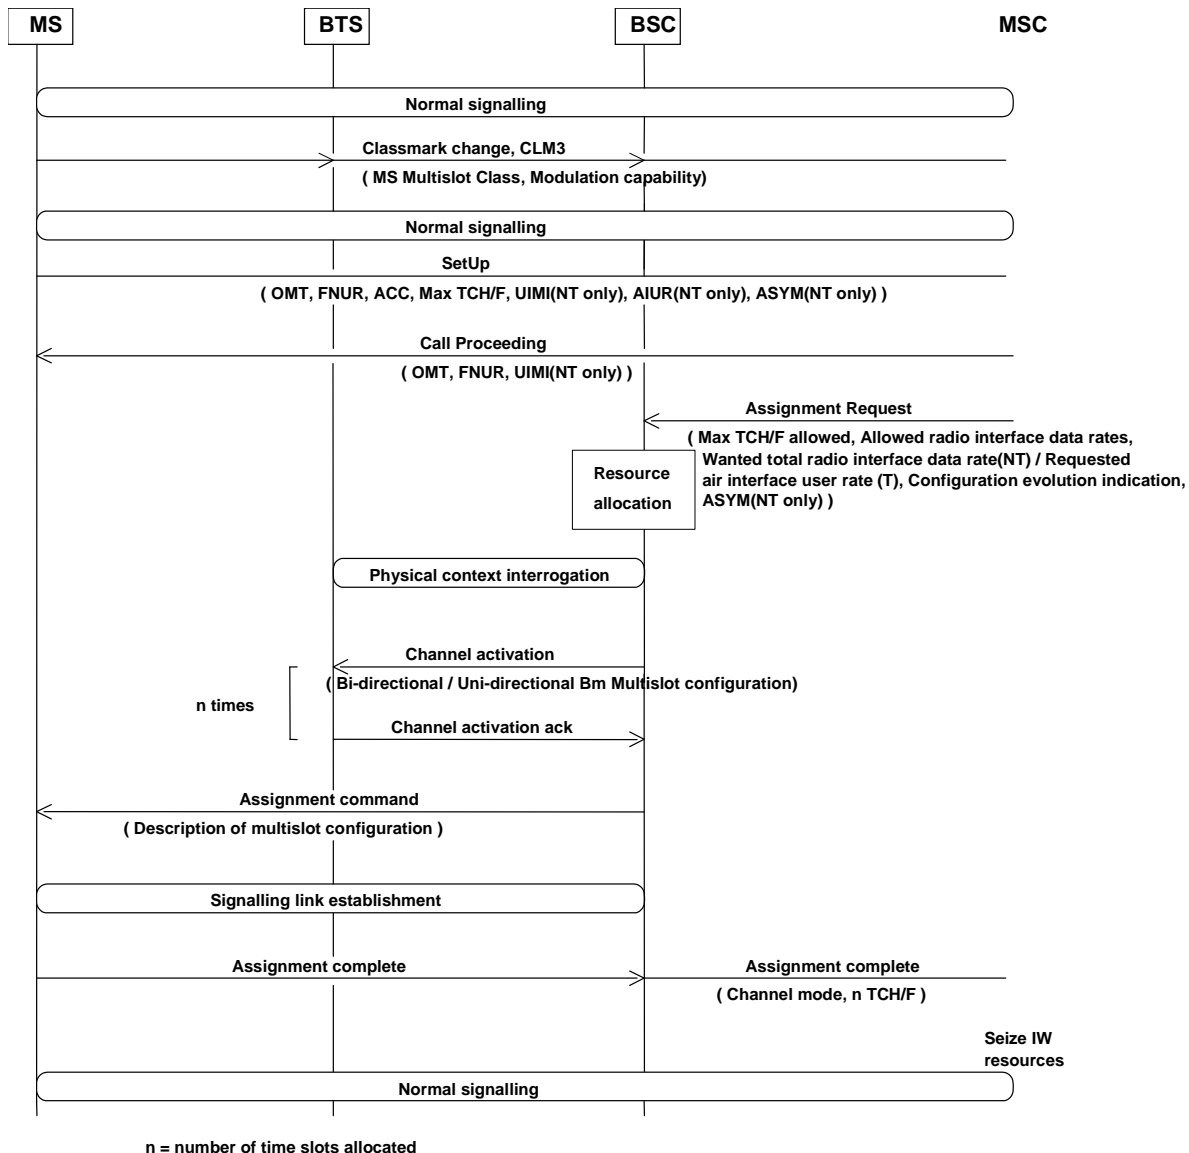 MS BTS BSC MSC
Normal signalling
Classmark change, CLM3
( MS Multislot Class, Modulation capability)
Normal signalling
SetUp
( OMT, FNUR, ACC, Max TCH/F, UIMI(NT only), AIUR(NT only), ASYM(NT only) )
Call Proceeding
( OMT, FNUR, UIMI(NT only) )
Assignment Request
( Max TCH/F allowed, Allowed radio interface data rates,
Wanted total radio interface data rate(NT) / Requested
air interface user rate (T), Configuration evolution indication,
ASYM(NT only) )
Resource
allocation
Physical context interrogation
Channel activation
( Bi-directional / Uni-directional Bm Multislot configuration)
n times
Channel activation ack
Assignment command
( Description of multislot configuration )
Signalling link establishment
Assignment complete
Assignment complete
( Channel mode, n TCH/F )
Seize IW
resources
Normal signalling
n = number of time slots allocated